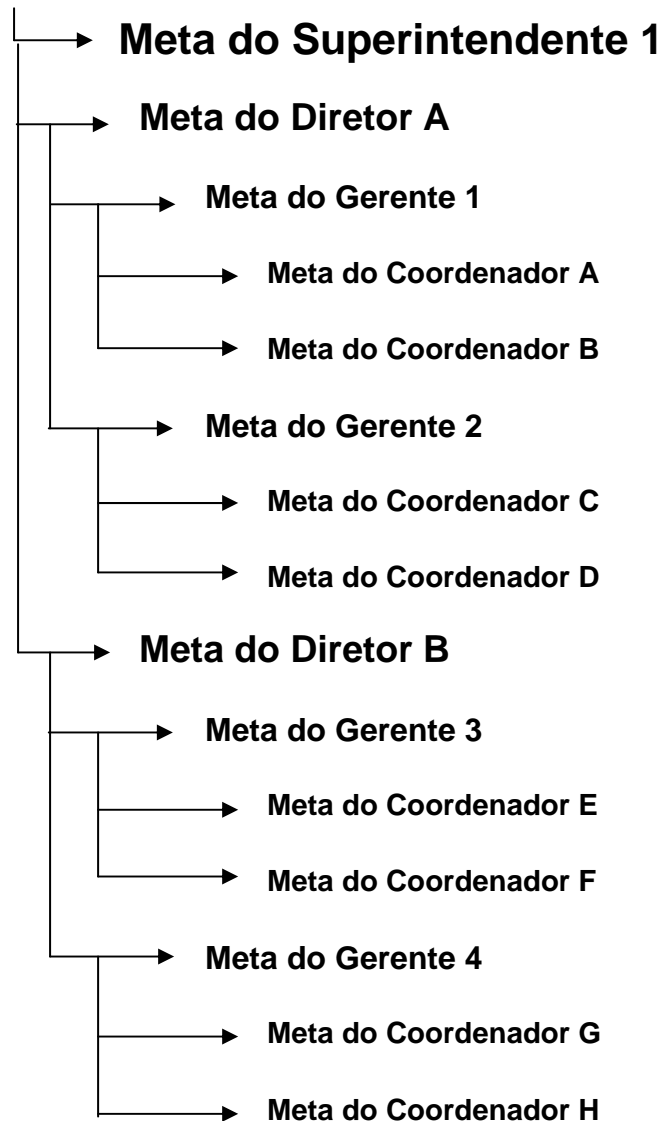 Meta do Superintendente 1
Meta do Diretor A
Meta do Gerente 1
Meta do Coordenador A
Meta do Coordenador B
Meta do Gerente 2
Meta do Coordenador C
Meta do Coordenador D
Meta do Diretor B
Meta do Gerente 3
Meta do Coordenador E
Meta do Coordenador F
Meta do Gerente 4
Meta do Coordenador G
Meta do Coordenador H